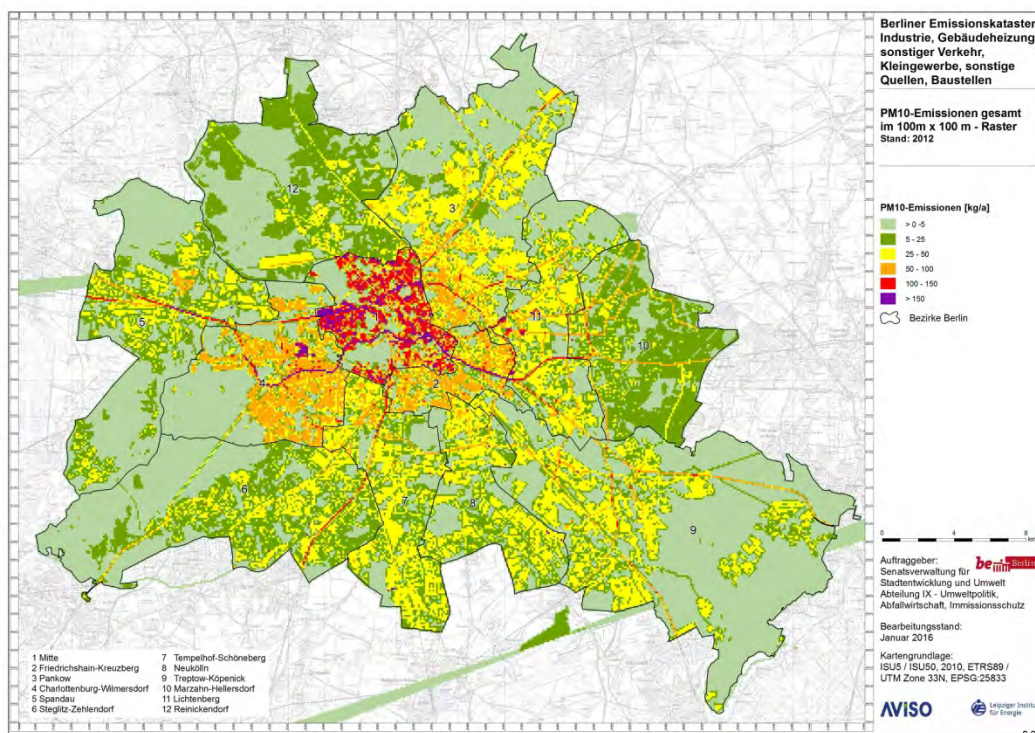 Berliner Emissionskataster
Industrie, Gebäudeheizung
sonstiger Verkehr,
Kleingewerbe, sonstige
Quellen, Baustellen
PM10-Emissionen gesamt
im 100m x 100 m - Raster
Stand: 2012
PM10-Emissionen [kg/a]
> 0 -5
5 - 25
25 - 50
50 - 100
100 - 150
> 150
Bezirke Berlin
12
3
5
1
11
10
4
2
6
7
8
9
0 4 8
km
Auftraggeber:
Senatsverwaltung für
Stadtentwicklung und Umwelt
Abteilung IX - Umweltpolitik,
Abfallwirtschaft, Immissionsschutz
be Berlin
Bearbeitungsstand:
Januar 2016
Kartengrundlage:
ISU5 / ISU50, 2010, ETRS89 /
UTM Zone 33N, EPSG:25833
AVISO
Leipziger Institut
für Energie
1 Mitte
2 Friedrichshain-Kreuzberg
3 Pankow
4 Charlottenburg-Wilmersdorf
5 Spandau
6 Steglitz-Zehlendorf
7 Tempelhof-Schöneberg
8 Neukölln
9 Treptow-Köpenick
10 Marzahn-Hellersdorf
11 Lichtenberg
12 Reinickendorf